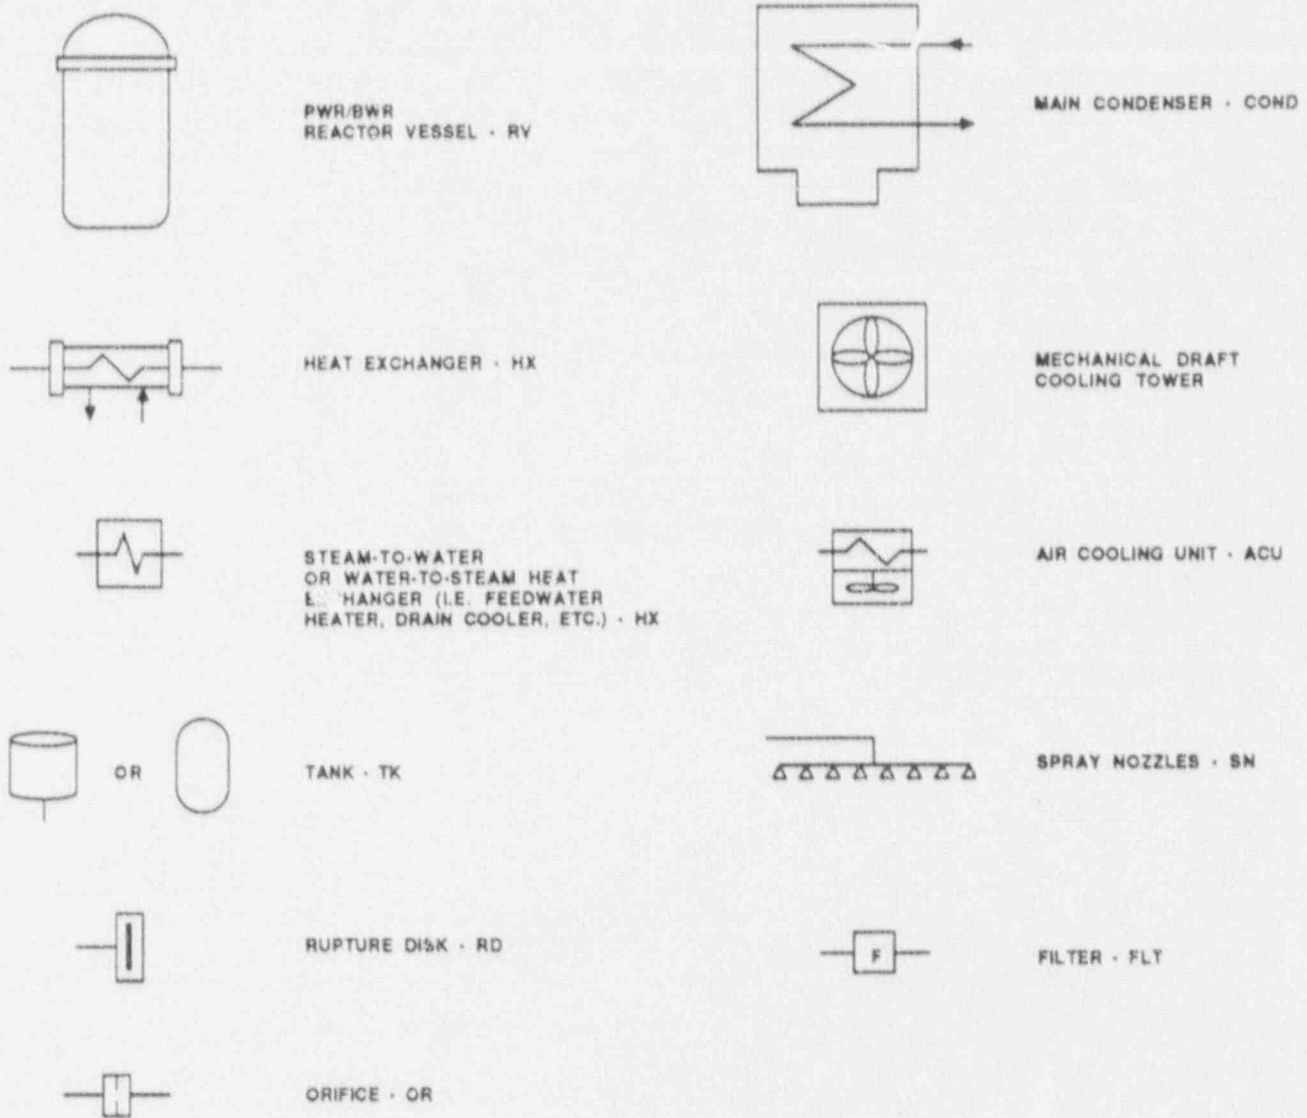 PWR/BWR
REACTOR VESSEL - RV
MAIN CONDENSER - COND
HEAT EXCHANGER - HX
MECHANICAL DRAFT
COOLING TOWER
STEAM-TO-WATER
OR WATER-TO-STEAM HEAT
HANGER (I.E. FEEDWATER
HEATER, DRAIN COOLER, ETC.) - HX
AIR COOLING UNIT - ACU
OR
TANK - TK
SPRAY NOZZLES - SN
RUPTURE DISK - RD
F
FILTER - FLT
ORIFICE - OR